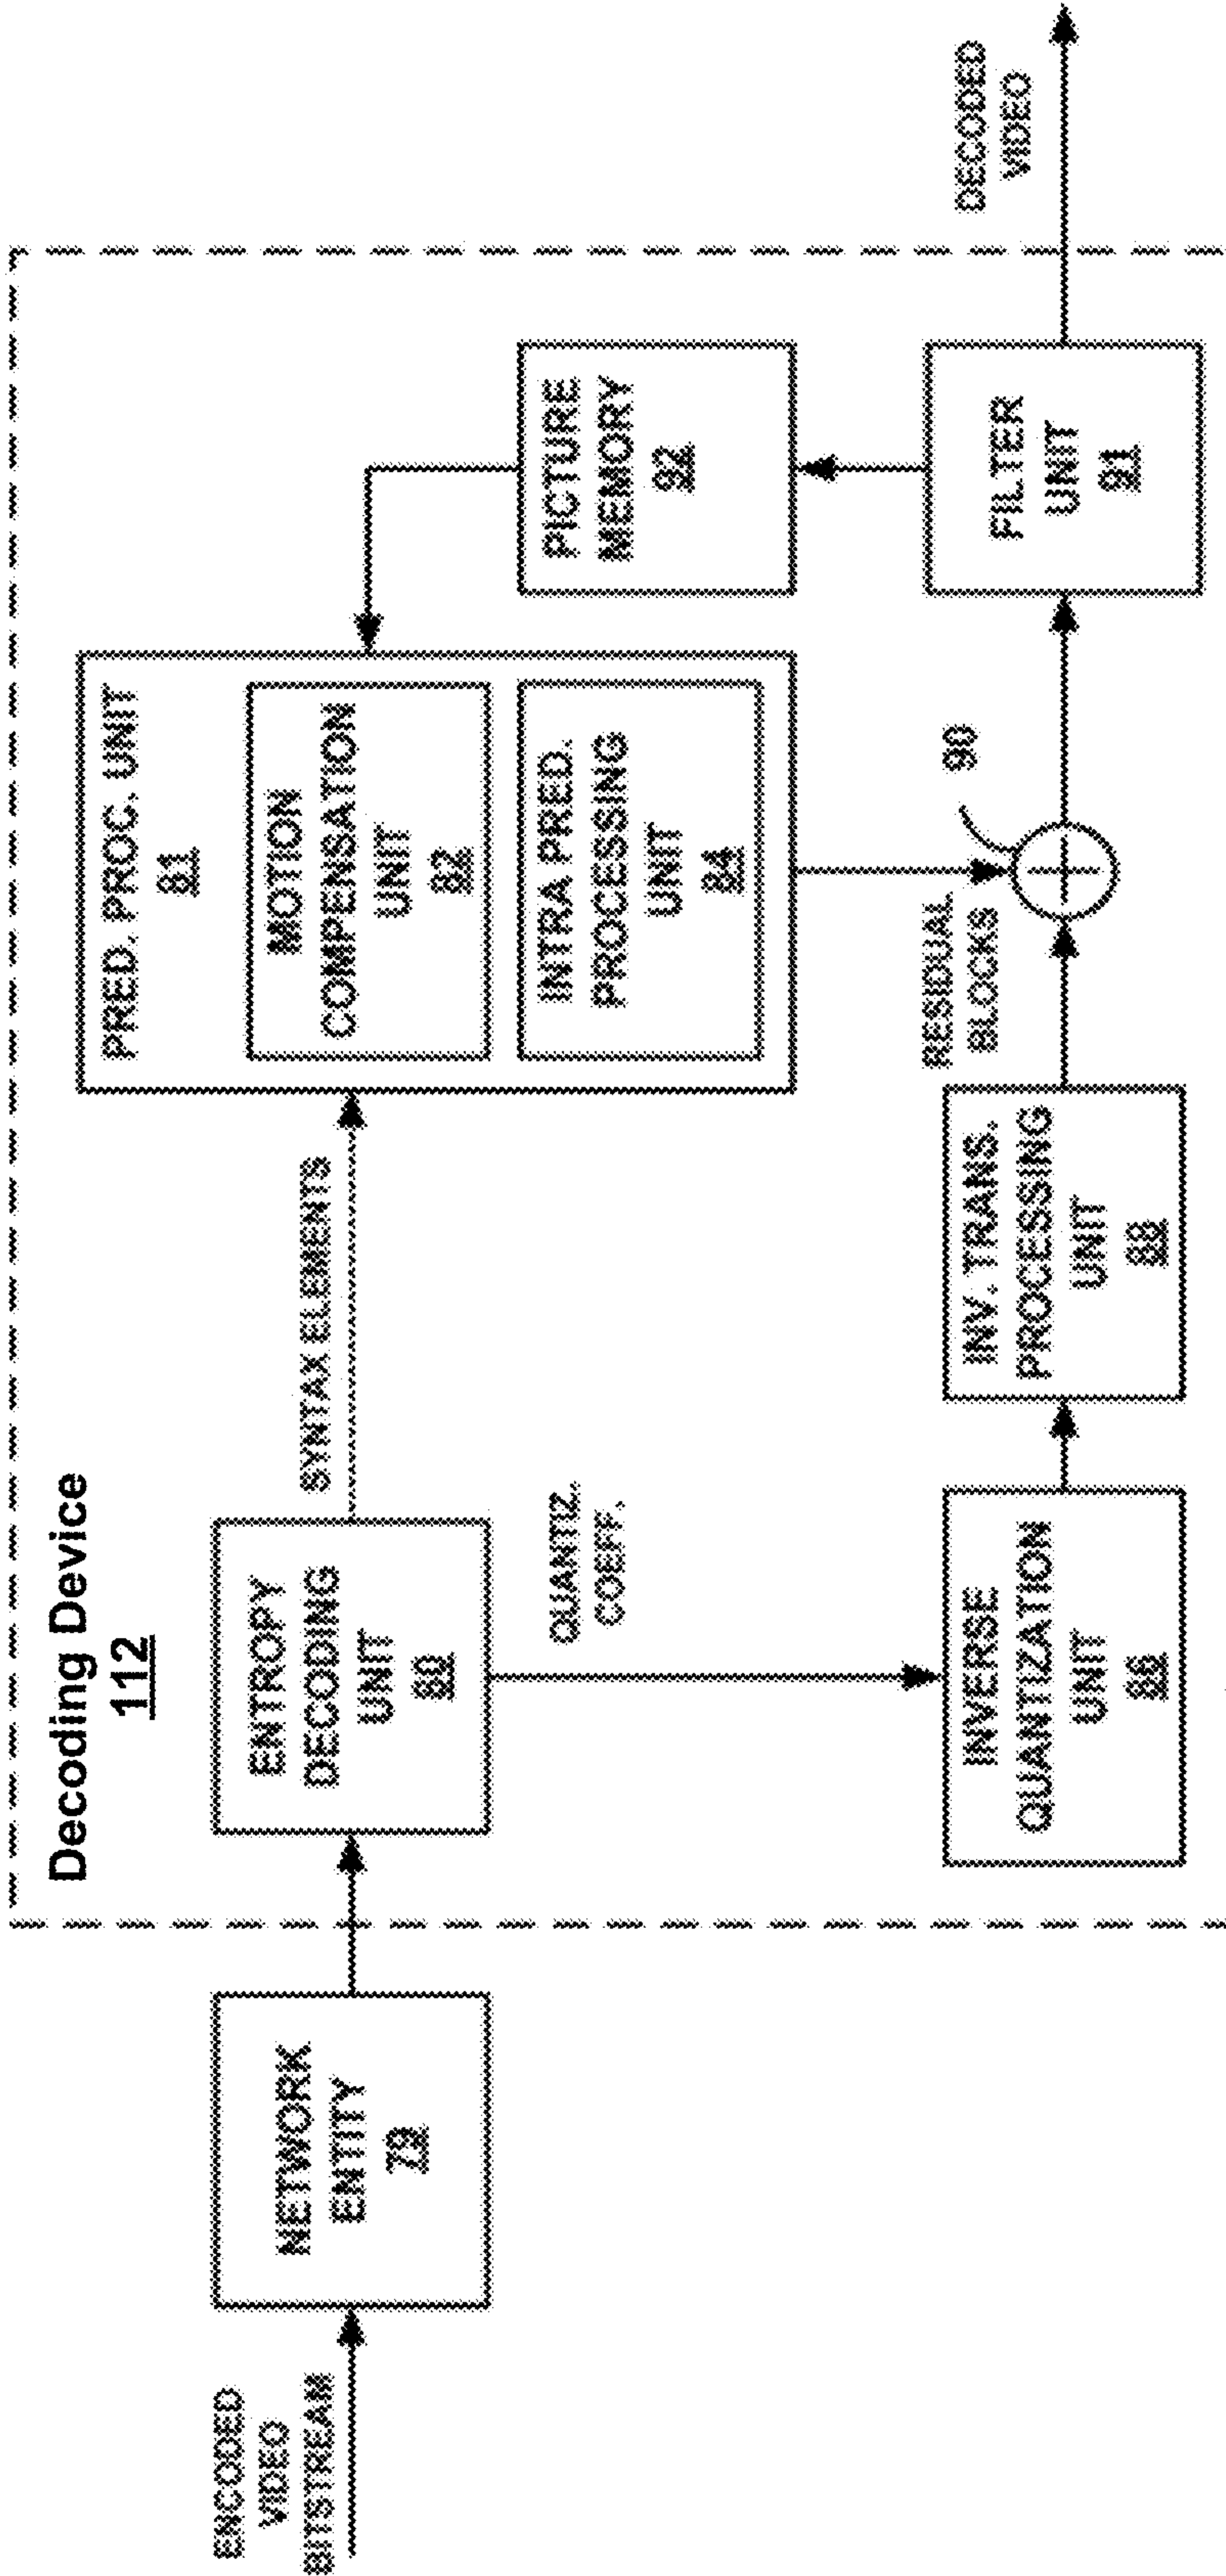 Decoding Device
112
ENCODED
VIDEO
BITSTREAM
NETWORK
ENTITY
79
ENTROPY
DECODING
UNIT
80
SYNTAX ELEMENTS
PRED. PROC. UNIT
81
MOTION
COMPENSATION
UNIT
82
INTRA PRED.
PROCESSING
UNIT
84
PICTURE
MEMORY
92
QUANTIZ.
COEFF.
INVERSE
QUANTIZATION
UNIT
86
INV. TRANS.
PROCESSING
UNIT
88
RESIDUAL
BLOCKS
90
FILTER
UNIT
91
DECODED
VIDEO